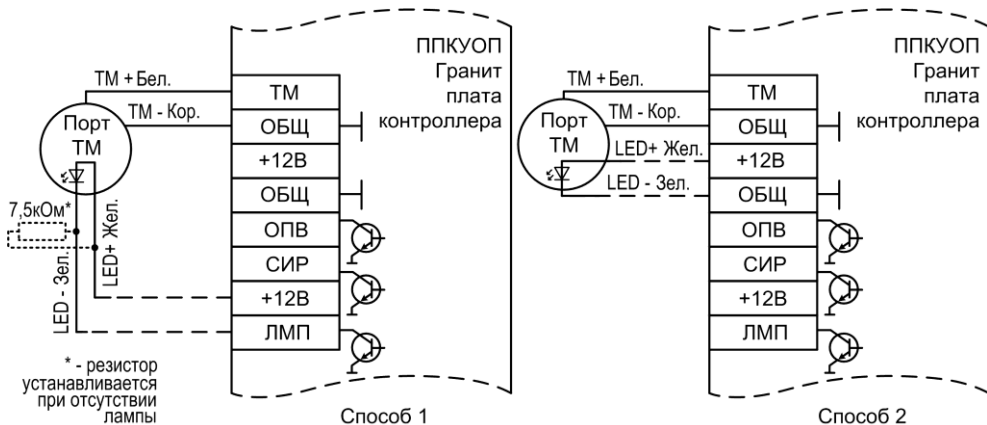 ППКУОП
Гранит
плата
контроллера
ТМ + Бел.
ТМ - Кор.
Порт
ТМ
7,5кОм*
LED - Зел.
LED+ Жел.
ТМ
ОБЩ
+12В
ОБЩ
ОПВ
СИР
+12В
ЛМП
* - резистор
устанавливается
при отсутствии
лампы
Способ 1
ППКУОП
Гранит
плата
контроллера
ТМ + Бел.
ТМ - Кор.
Порт
ТМ
LED+ Жел.
LED - Зел.
ТМ
ОБЩ
+12В
ОБЩ
ОПВ
СИР
+12В
ЛМП
Способ 2